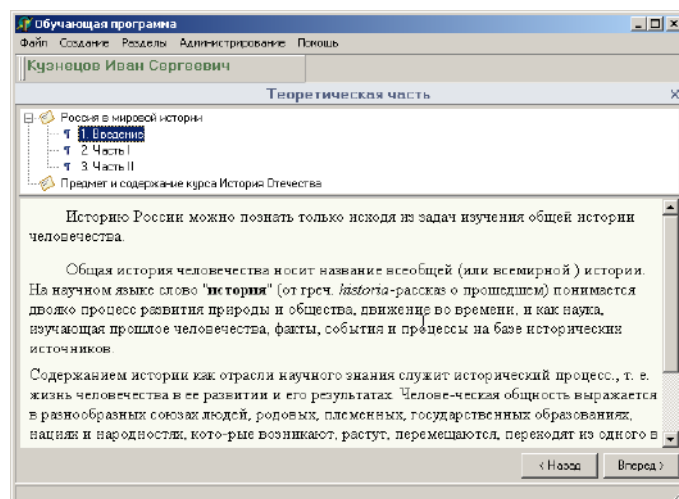 Обучающая программа
Файл Создание Разделы Администрирование Помощь
Кузнецов Иван Сергеевич
Теоретическая часть
Россия в мировой истории
1. Введение
2. Часть I
3. Часть II
Предмет и содержание курса История Отечества
Историю России можно познать только исходя из задач изучения общей истории
человечества.
Общая история человечества носит название всеобщей (или всемирной ) истории.
На научном языке слово "история" (от греч. historia-рассказ о прошедшем) понимается
двояко процесс развития природы и общества, движение во времени, и как наука,
изучающая прошлое человечества, факты, события и процессы на базе исторических
источников.
Содержанием истории как отрасли научного знания служит исторический процесс., т. е.
жизнь человечества в ее развитии и его результатах. Челове-ческая общность выражается
в разнообразных союзах людей, родовых, племенных, государственных образованиях,
нациях и народностях, кото-рые возникают, растут, перемещаются, переходят из одного в
< Назад Вперед >